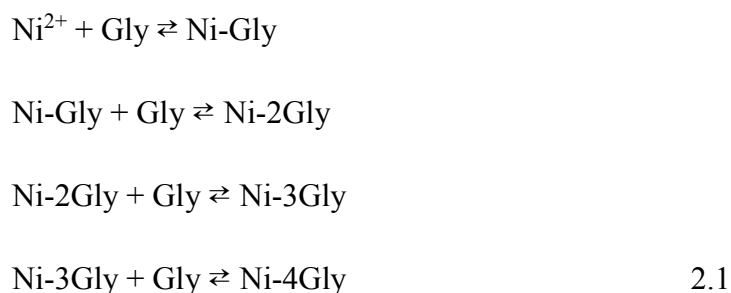 Ni²⁺ + Gly ⇄ Ni-Gly
Ni-Gly + Gly ⇄ Ni-2Gly
Ni-2Gly + Gly ⇄ Ni-3Gly
Ni-3Gly + Gly ⇄ Ni-4Gly 2.1